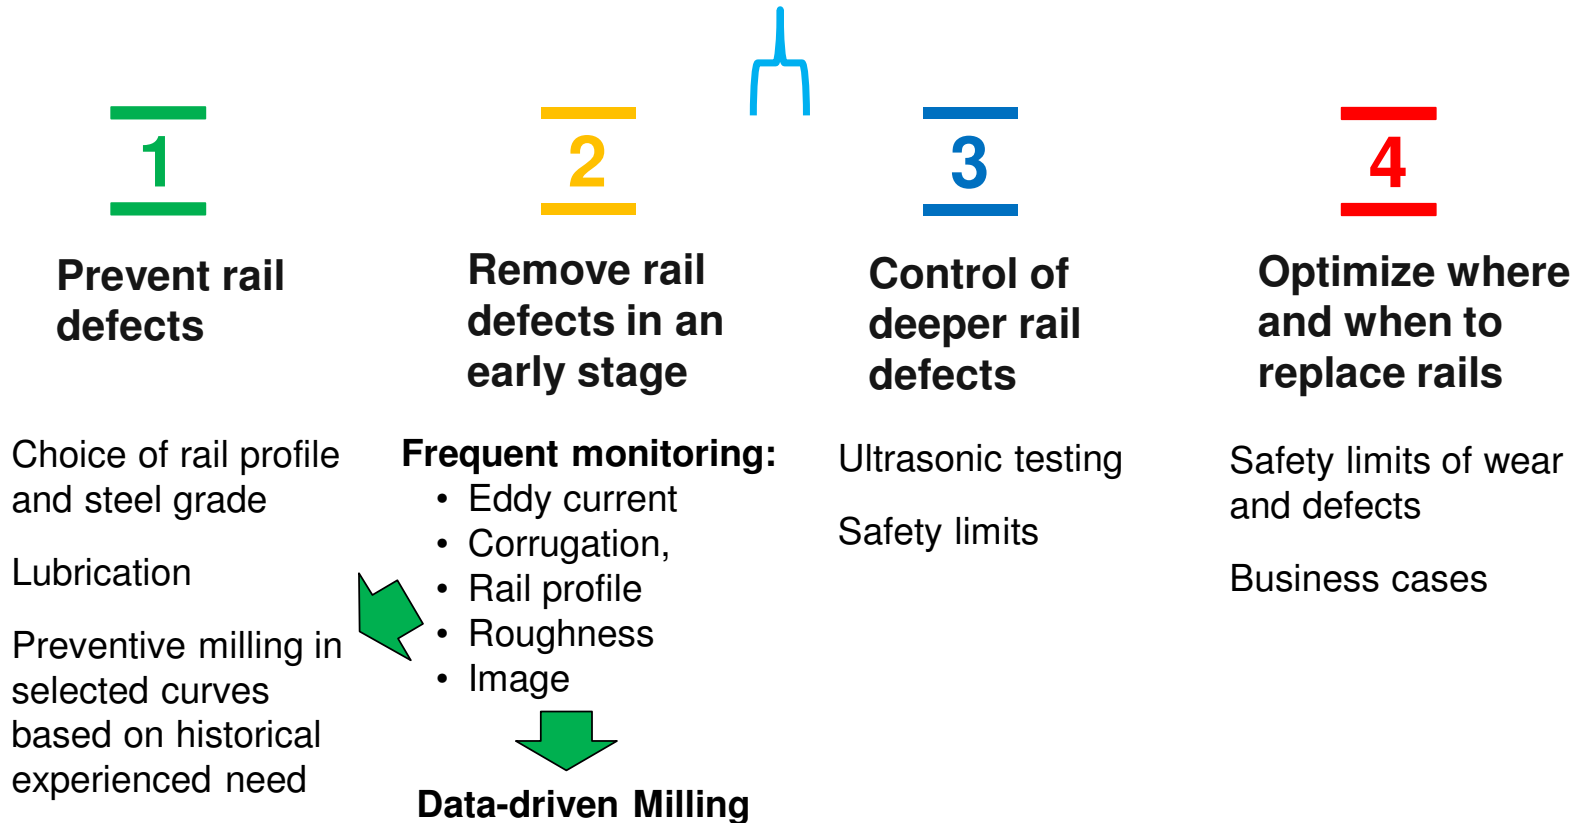 1
Prevent rail
defects
Choice of rail profile
and steel grade
Lubrication
Preventive milling in
selected curves
based on historical
experienced need
2
Remove rail
defects in an
early stage
Frequent monitoring:
• Eddy current
• Corrugation,
• Rail profile
• Roughness
• Image
Data-driven Milling
3
Control of
deeper rail
defects
Ultrasonic testing
Safety limits
4
Optimize where
and when to
replace rails
Safety limits of wear
and defects
Business cases